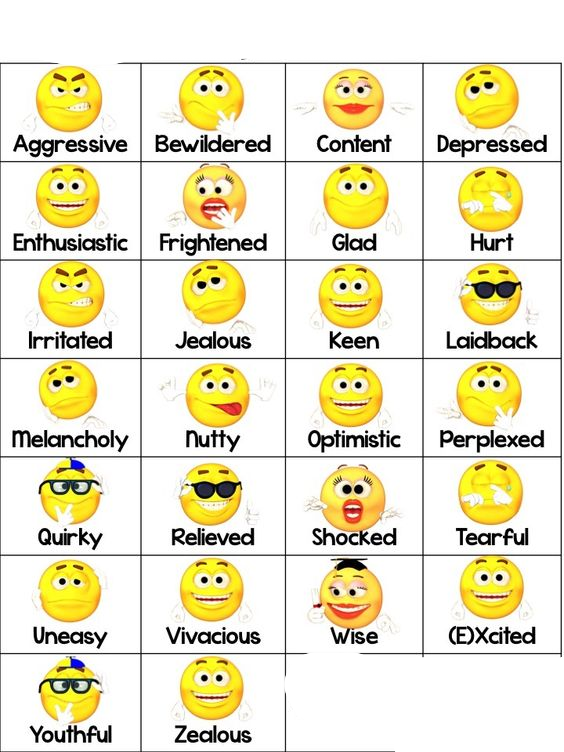 Aggressive Bewildered Content Depressed
Enthusiastic Frightened Glad Hurt
Irritated Jealous Keen Laidback
Melancholy Nutty Optimistic Perplexed
Quirky Relieved Shocked Tearful
Uneasy Vivacious Wise (E)Xcited
Youthful Zealous